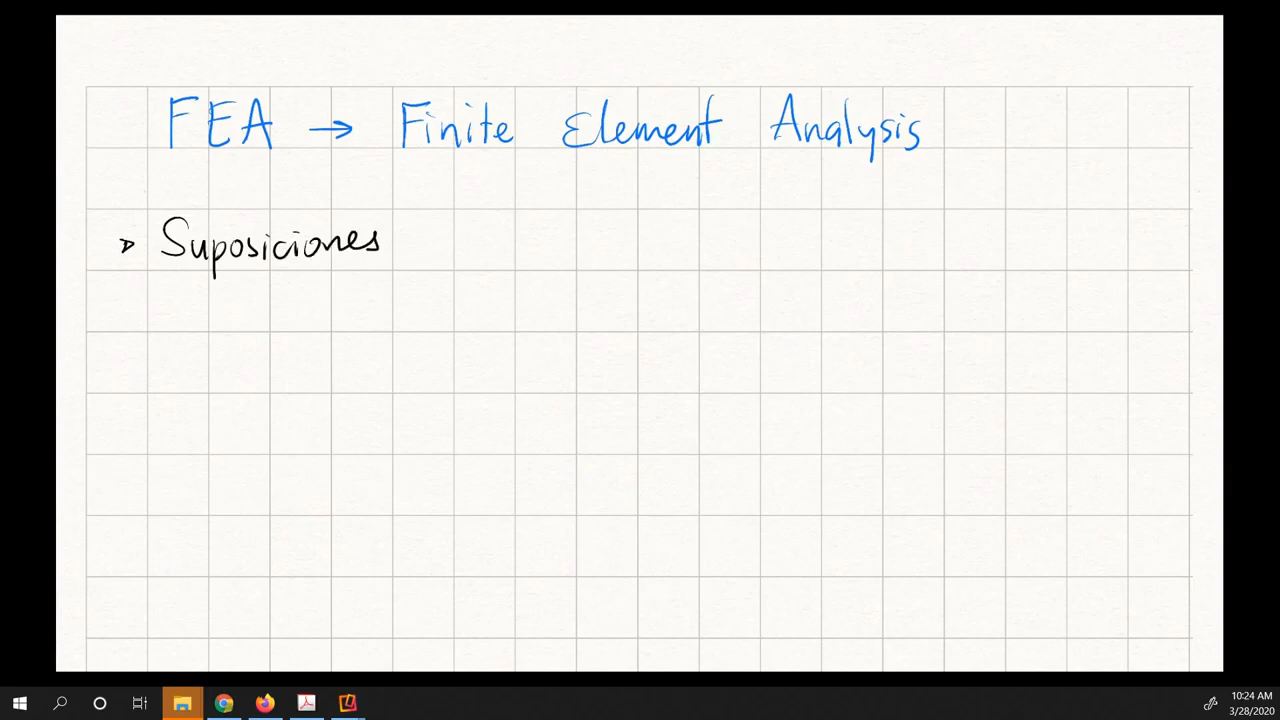 FEA → Finite Element Analysis
▹ Suposiciones
10:24 AM
3/28/2020